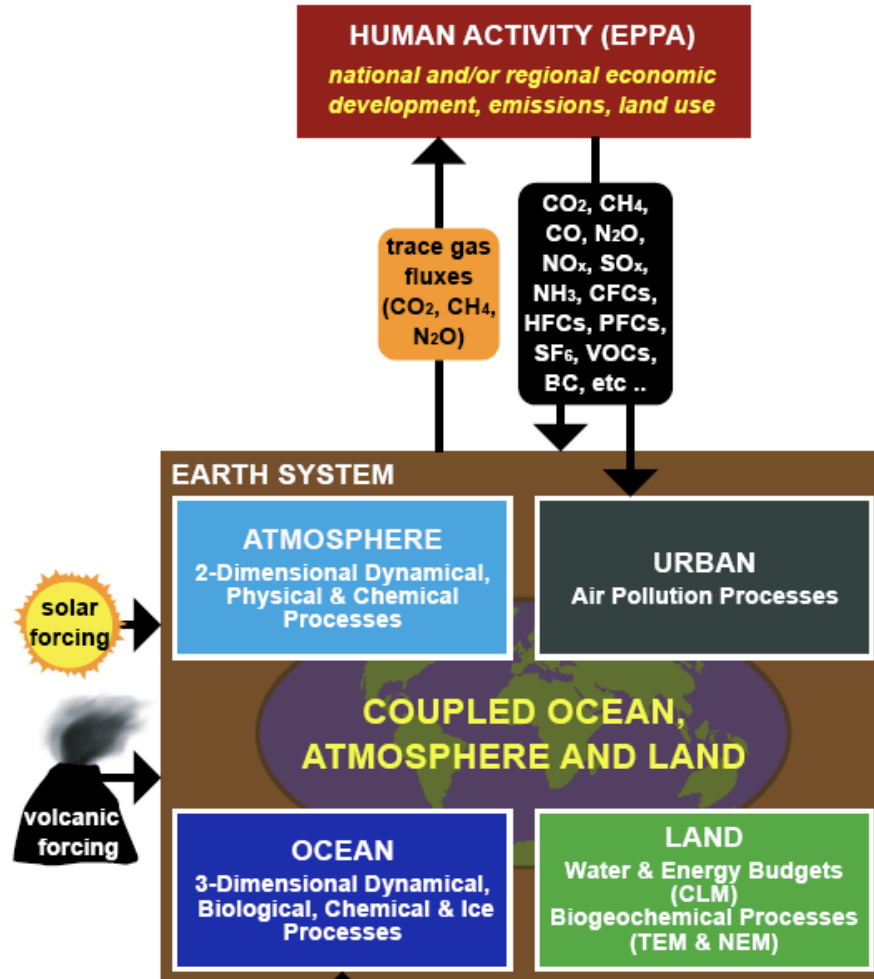 HUMAN ACTIVITY (EPPA)
national and/or regional economic
development, emissions, land use
trace gas
fluxes
(CO₂, CH₄,
N₂O)
CO₂, CH₄,
CO, N₂O,
NOₓ, SOₓ,
NH₃, CFCs,
HFCs, PFCs,
SF₆, VOCs,
BC, etc ..
EARTH SYSTEM
ATMOSPHERE
2-Dimensional Dynamical,
Physical & Chemical
Processes
URBAN
Air Pollution Processes
solar
forcing
COUPLED OCEAN,
ATMOSPHERE AND LAND
volcanic
forcing
OCEAN
3-Dimensional Dynamical,
Biological, Chemical & Ice
Processes
LAND
Water & Energy Budgets
(CLM)
Biogeochemical Processes
(TEM & NEM)